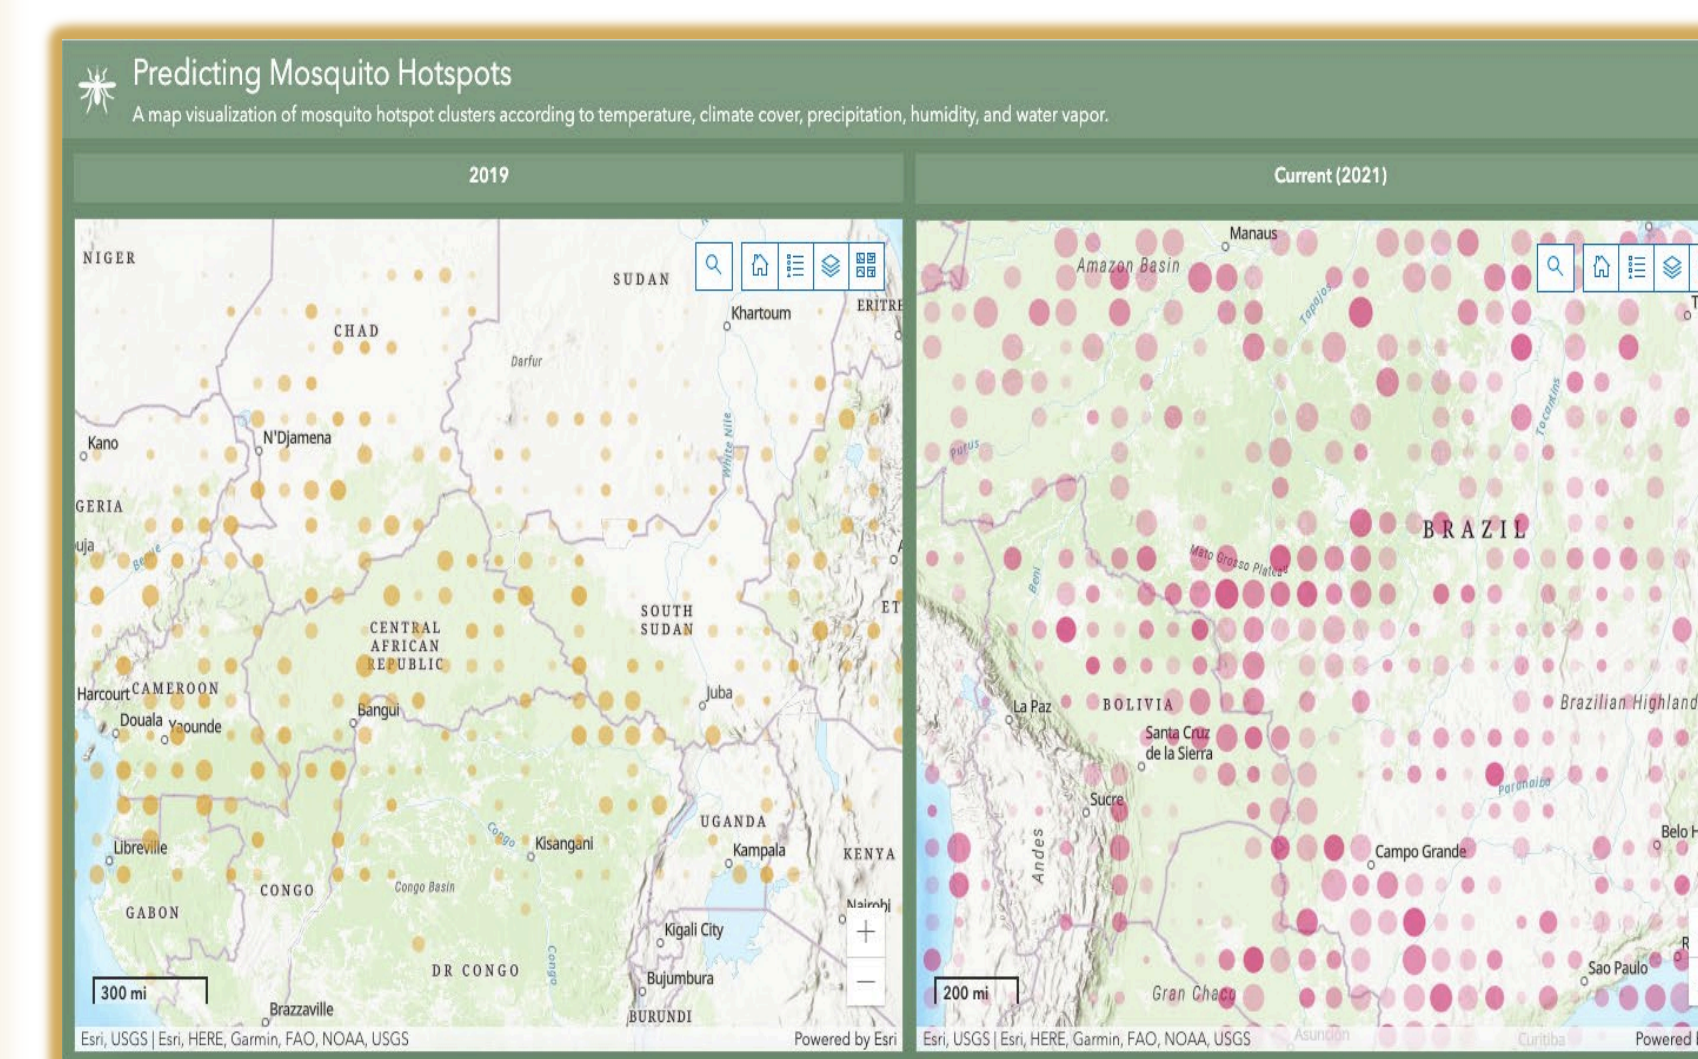 Predicting Mosquito Hotspots
A map visualization of mosquito hotspot clusters according to temperature, climate cover, precipitation, humidity, and water vapor.
2019
NIGER
SUDAN
Khartoum
CHAD
Darfur
Kano
N'Djamena
White Nile
GERIA
uja
Benue
SOUTH
SUDAN
ET
CENTRAL
AFRICAN
REPUBLIC
Harcourt
CAMEROON
Douala
Yaounde
Bangui
Juba
UGANDA
Kampala
KENYA
Congo
Kisangani
Libreville
CONGO
Congo Basin
GABON
Nairobi
Kigali City
DR CONGO
Congo
Bujumbura
BURUNDI
Brazzaville
+
−
300 mi
Esri, USGS | Esri, HERE, Garmin, FAO, NOAA, USGS
Powered by Esri
Current (2021)
Manaus
Amazon Basin
Tapajos
Tocantins
Purus
BRAZIL
Mato Grosso Plateau
Beni
La Paz
BOLIVIA
Brazilian Highland
Santa Cruz
de la Sierra
Sucre
Paranaiba
Andes
Belo H
Campo Grande
Sao Paulo
R
Gran Chaco
200 mi
Asuncion
Curitiba
Esri, USGS | Esri, HERE, Garmin, FAO, NOAA, USGS
Powered